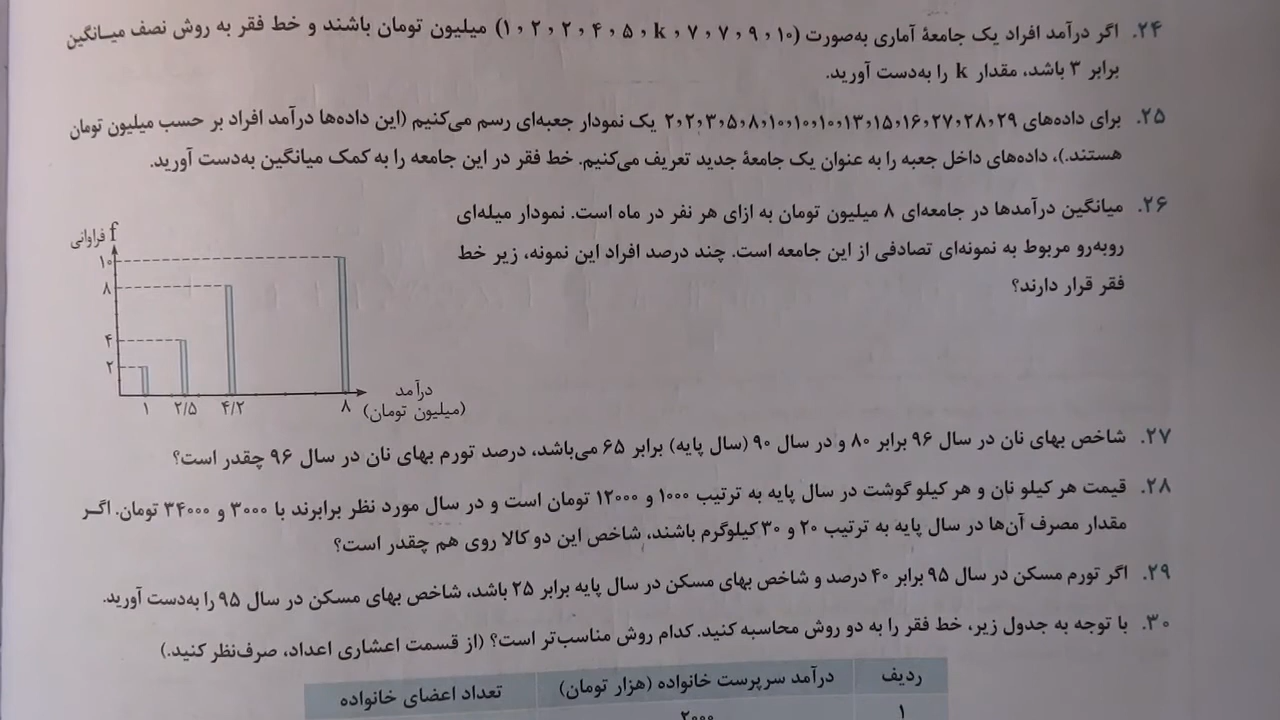 ۲۴. اگر درآمد افراد یک جامعهٔ آماری به‌صورت (۱ , ۲ , ۲ , ۴ , ۵ , k , ۷ , ۷ , ۹ , ۱۰) میلیون تومان باشند و خط فقر به روش نصف میـانگین
برابر ۳ باشد، مقدار k را به‌دست آورید.
۲۵. برای داده‌های ۲,۲,۳,۵,۸,۱۰,۱۰,۱۰,۱۳,۱۵,۱۶,۲۷,۲۸,۲۹ یک نمودار جعبه‌ای رسم می‌کنیم (این داده‌ها درآمد افراد بر حسب میلیون تومان
هستند.)، داده‌های داخل جعبه را به عنوان یک جامعهٔ جدید تعریف می‌کنیم. خط فقر در این جامعه را به کمک میانگین به‌دست آورید.
۲۶. میانگین درآمدها در جامعه‌ای ۸ میلیون تومان به ازای هر نفر در ماه است. نمودار میله‌ای
روبه‌رو مربوط به نمونه‌ای تصادفی از این جامعه است. چند درصد افراد این نمونه، زیر خط
فقر قرار دارند؟
f فراوانی
۱۰
۸
۴
۲
۱ ۲/۵ ۴/۲ ۸
درآمد
(میلیون تومان)
۲۷. شاخص بهای نان در سال ۹۶ برابر ۸۰ و در سال ۹۰ (سال پایه) برابر ۶۵ می‌باشد، درصد تورم بهای نان در سال ۹۶ چقدر است؟
۲۸. قیمت هر کیلو نان و هر کیلو گوشت در سال پایه به ترتیب ۱۰۰۰ و ۱۲۰۰۰ تومان است و در سال مورد نظر برابرند با ۳۰۰۰ و ۳۴۰۰۰ تومان. اگـر
مقدار مصرف آن‌ها در سال پایه به ترتیب ۲۰ و ۳۰ کیلوگرم باشند، شاخص این دو کالا روی هم چقدر است؟
۲۹. اگر تورم مسکن در سال ۹۵ برابر ۴۰ درصد و شاخص بهای مسکن در سال پایه برابر ۲۵ باشد، شاخص بهای مسکن در سال ۹۵ را به‌دست آورید.
۳۰. با توجه به جدول زیر، خط فقر را به دو روش محاسبه کنید. کدام روش مناسب‌تر است؟ (از قسمت اعشاری اعداد، صرف‌نظر کنید.)
ردیف درآمد سرپرست خانواده (هزار تومان) تعداد اعضای خانواده
۱ ۲۰۰۰